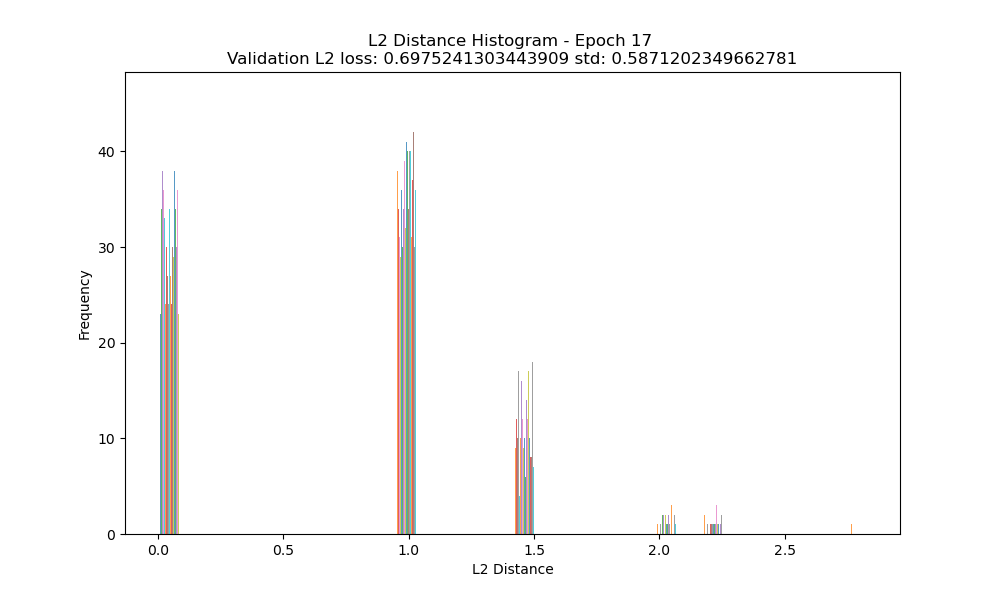 L2 Distance Histogram - Epoch 17
Validation L2 loss: 0.6975241303443909 std: 0.5871202349662781
40
30
20
10
0
Frequency
0.0 0.5 1.0 1.5 2.0 2.5
L2 Distance